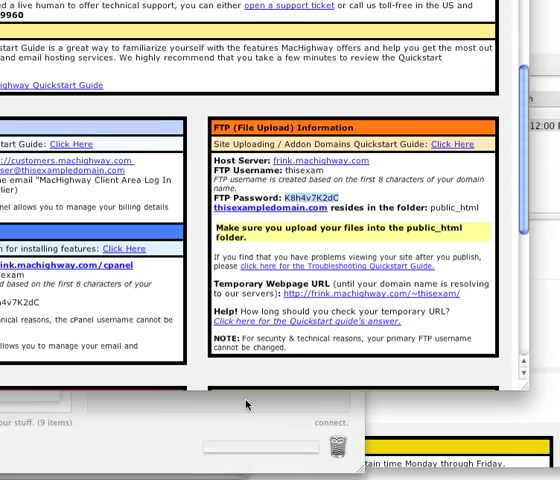 d a live human to offer technical support, you can either open a support ticket or call us toll-free in the US and
9960
start Guide is a great way to familiarize yourself with the features MacHighway offers and help you get the most out
and email hosting services. We highly recommend that you take a few minutes to review the Quickstart
ighway Quickstart Guide
tart Guide: Click Here
://customers.machighway.com
ser@thisexampledomain.com
he email "MacHighway Client Area Log In
rlier)
panel allows you to manage your billing details
n for installing features: Click Here
ink.machighway.com/cpanel
exam
d based on the first 8 characters of your
4v7K2dC
hnical reasons, the cPanel username cannot be
llows you to manage your email and
FTP (File Upload) Information
Site Uploading / Addon Domains Quickstart Guide: Click Here
Host Server: frink.machighway.com
FTP Username: thisexam
FTP username is created based on the first 8 characters of your domain
name.
FTP Password: K8h4v7K2dC
thisexampledomain.com resides in the folder: public_html
Make sure you upload your files into the public_html
folder.
If you find that you have problems viewing your site after you publish,
please click here for the Troubleshooting Quickstart Guide.
Temporary Webpage URL (until your domain name is resolving
to our servers): http://frink.machighway.com/~thisexam/
Help! How long should you check your temporary URL?
Click here for the Quickstart guide's answer.
NOTE: For security & technical reasons, your primary FTP username
cannot be changed.
n
12:00
our stuff. (9 items)
connect.
tain time Monday through Friday.